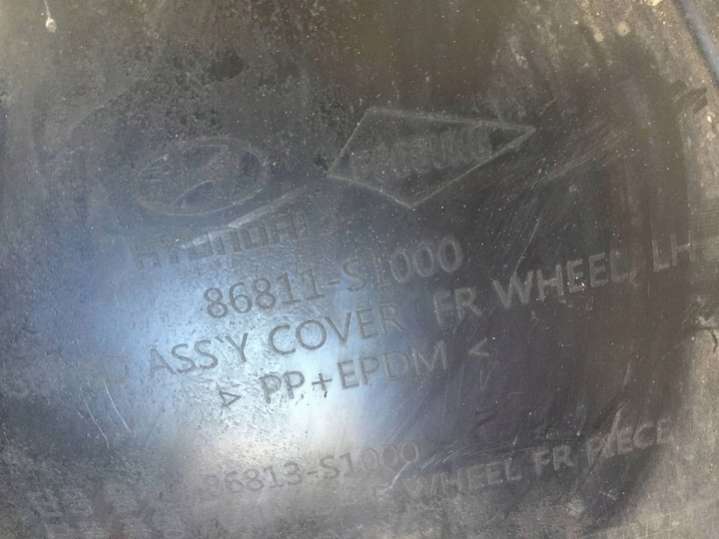 HYUNDAI
86811-S1000
ASS'Y COVER FR WHEEL, LH
> PP+EPDM <
86813-S1000
WHEEL FR PIECE